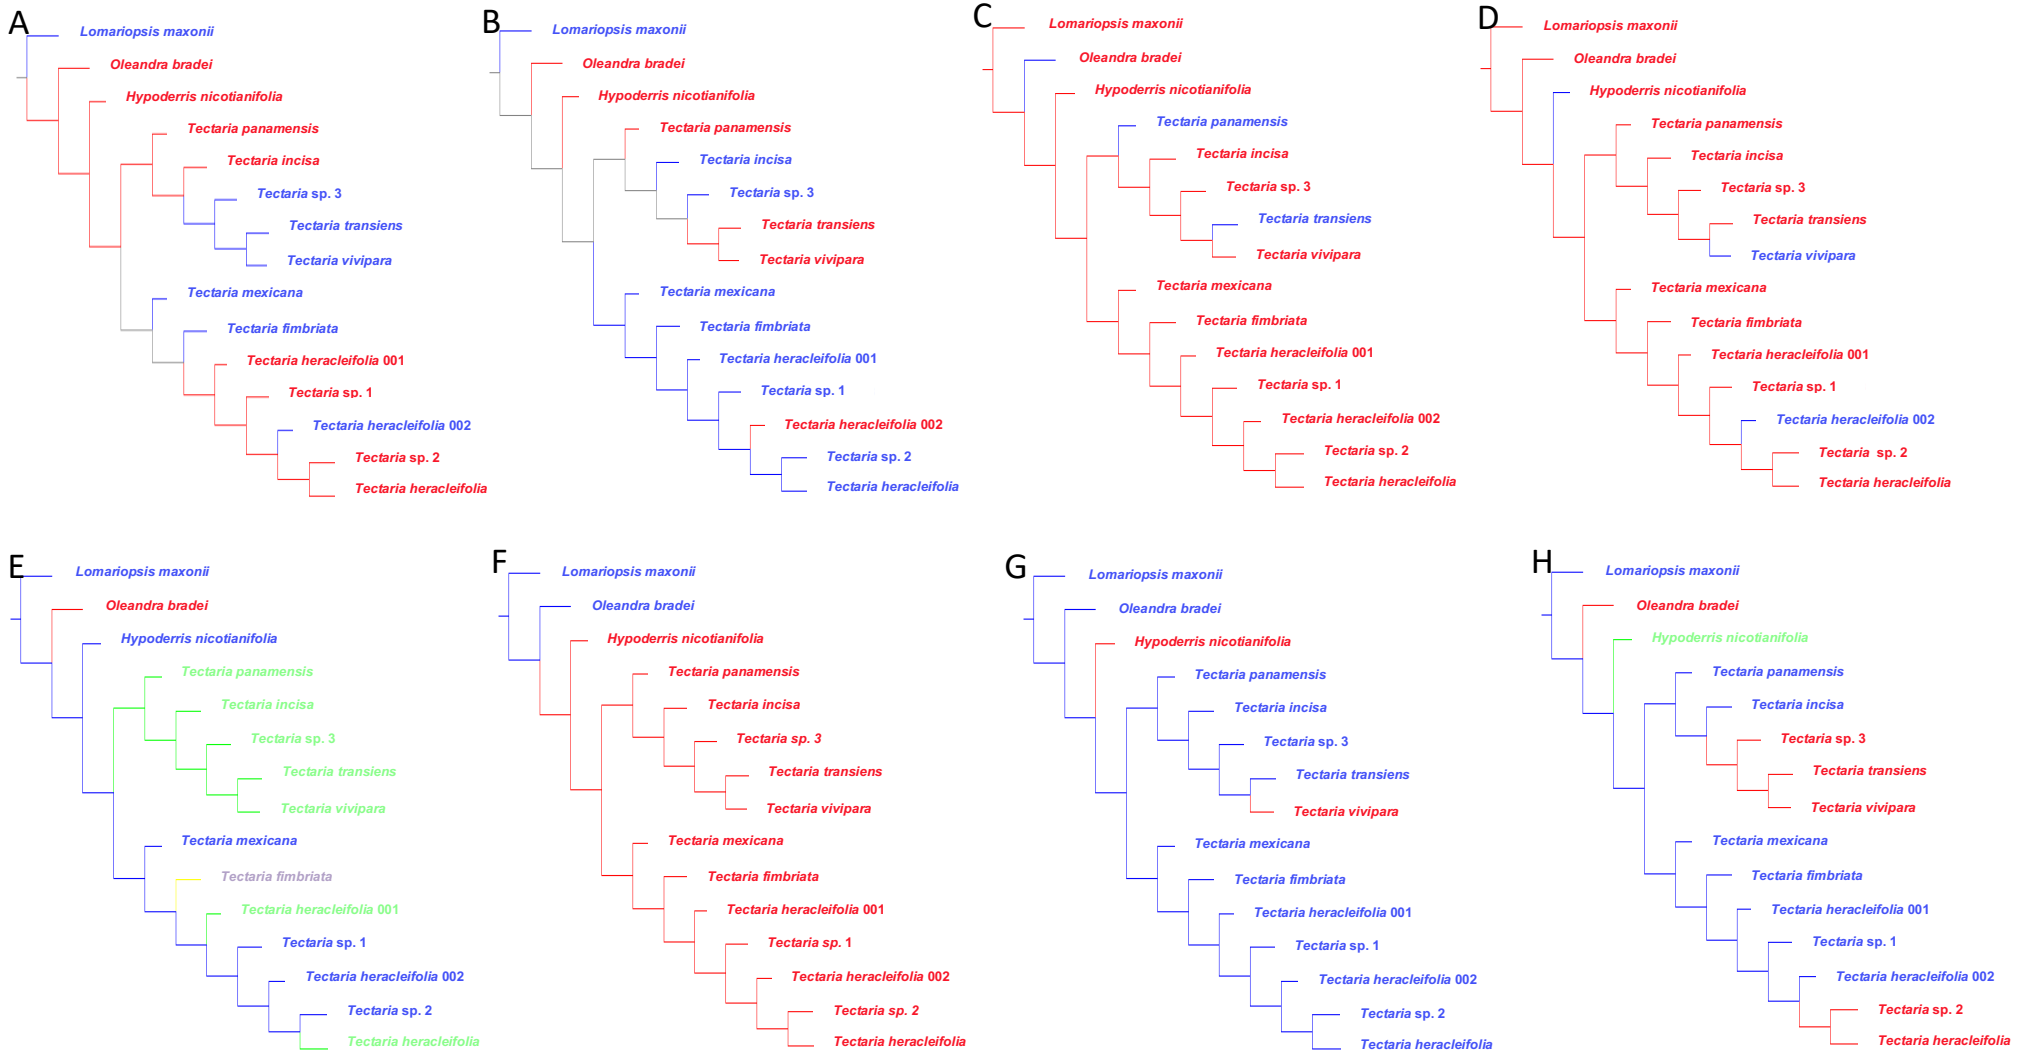 A
Lomariopsis maxonii
Oleandra bradei
Hypoderris nicotianifolia
Tectaria panamensis
Tectaria incisa
Tectaria sp. 3
Tectaria transiens
Tectaria vivipara
Tectaria mexicana
Tectaria fimbriata
Tectaria heracleifolia 001
Tectaria sp. 1
Tectaria heracleifolia 002
Tectaria sp. 2
Tectaria heracleifolia
B
Lomariopsis maxonii
Oleandra bradei
Hypoderris nicotianifolia
Tectaria panamensis
Tectaria incisa
Tectaria sp. 3
Tectaria transiens
Tectaria vivipara
Tectaria mexicana
Tectaria fimbriata
Tectaria heracleifolia 001
Tectaria sp. 1
Tectaria heracleifolia 002
Tectaria sp. 2
Tectaria heracleifolia
C
Lomariopsis maxonii
Oleandra bradei
Hypoderris nicotianifolia
Tectaria panamensis
Tectaria incisa
Tectaria sp. 3
Tectaria transiens
Tectaria vivipara
Tectaria mexicana
Tectaria fimbriata
Tectaria heracleifolia 001
Tectaria sp. 1
Tectaria heracleifolia 002
Tectaria sp. 2
Tectaria heracleifolia
D
Lomariopsis maxonii
Oleandra bradei
Hypoderris nicotianifolia
Tectaria panamensis
Tectaria incisa
Tectaria sp. 3
Tectaria transiens
Tectaria vivipara
Tectaria mexicana
Tectaria fimbriata
Tectaria heracleifolia 001
Tectaria sp. 1
Tectaria heracleifolia 002
Tectaria sp. 2
Tectaria heracleifolia
E
Lomariopsis maxonii
Oleandra bradei
Hypoderris nicotianifolia
Tectaria panamensis
Tectaria incisa
Tectaria sp. 3
Tectaria transiens
Tectaria vivipara
Tectaria mexicana
Tectaria fimbriata
Tectaria heracleifolia 001
Tectaria sp. 1
Tectaria heracleifolia 002
Tectaria sp. 2
Tectaria heracleifolia
F
Lomariopsis maxonii
Oleandra bradei
Hypoderris nicotianifolia
Tectaria panamensis
Tectaria incisa
Tectaria sp. 3
Tectaria transiens
Tectaria vivipara
Tectaria mexicana
Tectaria fimbriata
Tectaria heracleifolia 001
Tectaria sp. 1
Tectaria heracleifolia 002
Tectaria sp. 2
Tectaria heracleifolia
G
Lomariopsis maxonii
Oleandra bradei
Hypoderris nicotianifolia
Tectaria panamensis
Tectaria incisa
Tectaria sp. 3
Tectaria transiens
Tectaria vivipara
Tectaria mexicana
Tectaria fimbriata
Tectaria heracleifolia 001
Tectaria sp. 1
Tectaria heracleifolia 002
Tectaria sp. 2
Tectaria heracleifolia
H
Lomariopsis maxonii
Oleandra bradei
Hypoderris nicotianifolia
Tectaria panamensis
Tectaria incisa
Tectaria sp. 3
Tectaria transiens
Tectaria vivipara
Tectaria mexicana
Tectaria fimbriata
Tectaria heracleifolia 001
Tectaria sp. 1
Tectaria heracleifolia 002
Tectaria sp. 2
Tectaria heracleifolia